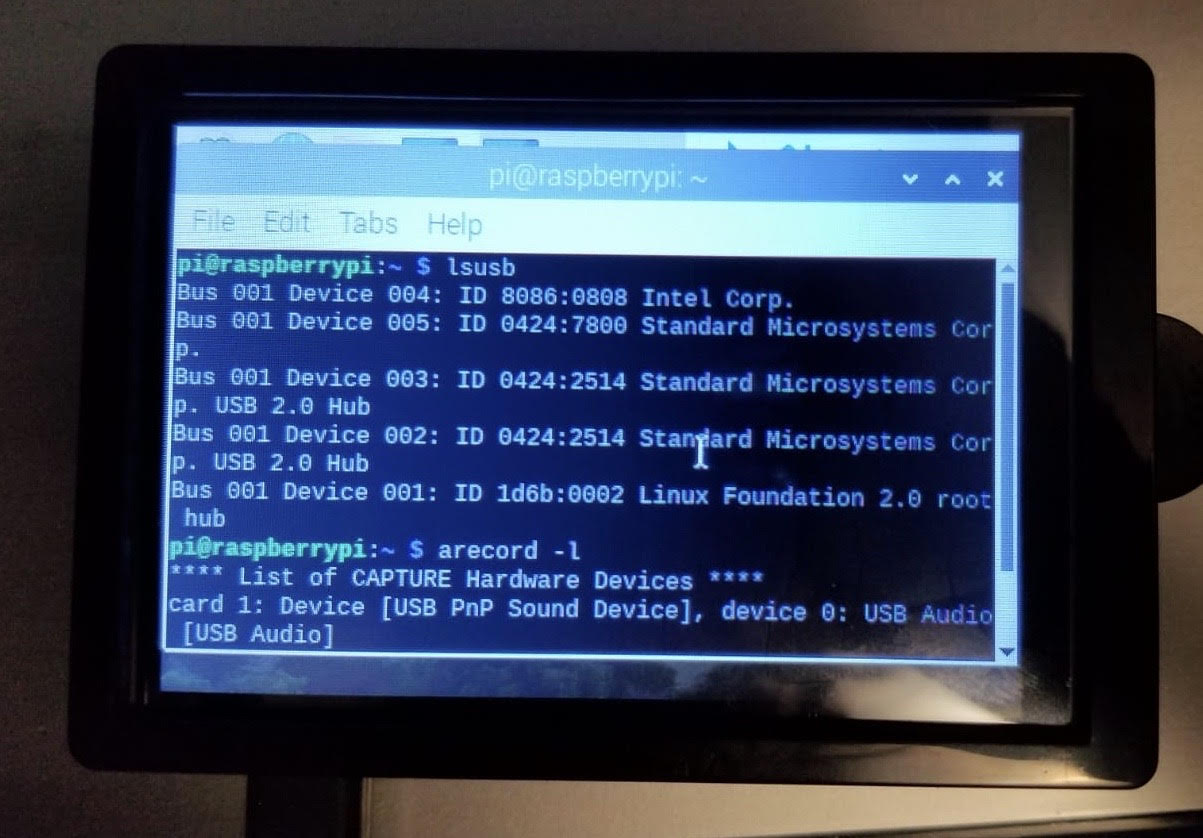 pi@raspberrypi: ~
File Edit Tabs Help
pi@raspberrypi:~ $ lsusb
Bus 001 Device 004: ID 8086:0808 Intel Corp.
Bus 001 Device 005: ID 0424:7800 Standard Microsystems Cor
p.
Bus 001 Device 003: ID 0424:2514 Standard Microsystems Cor
p. USB 2.0 Hub
Bus 001 Device 002: ID 0424:2514 Standard Microsystems Cor
p. USB 2.0 Hub
Bus 001 Device 001: ID 1d6b:0002 Linux Foundation 2.0 root
 hub
pi@raspberrypi:~ $ arecord -l
**** List of CAPTURE Hardware Devices ****
card 1: Device [USB PnP Sound Device], device 0: USB Audio
 [USB Audio]